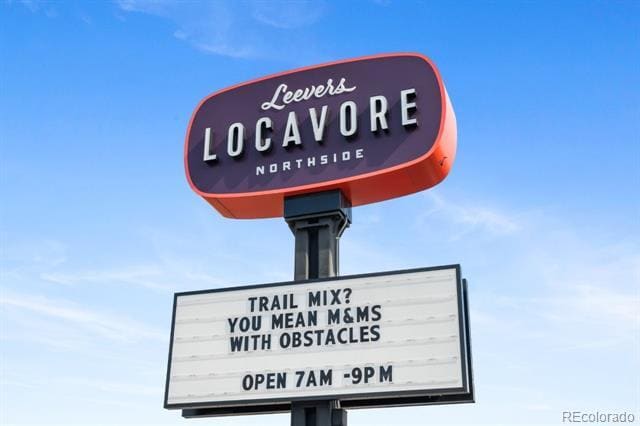 Leevers
LOCAVORE
NORTHSIDE
TRAIL MIX?
YOU MEAN M&MS
WITH OBSTACLES
OPEN 7AM -9PM
REcolorado